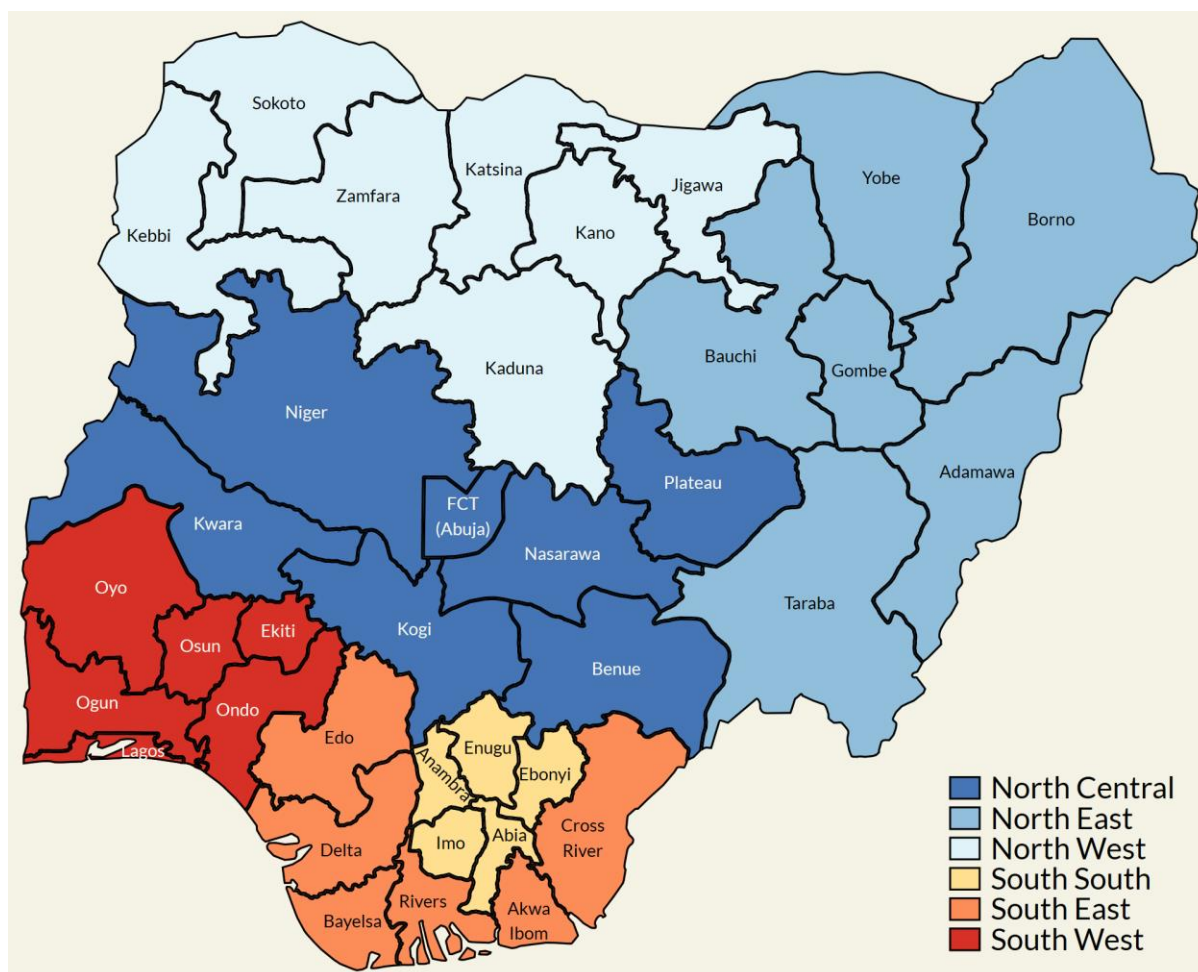 Sokoto
Katsina
Zamfara
Jigawa
Yobe
Borno
Kebbi
Kano
Kaduna
Bauchi
Gombe
Niger
Adamawa
Plateau
FCT
(Abuja)
Kwara
Nasarawa
Oyo
Taraba
Kogi
Osun
Ekiti
Benue
Ogun
Ondo
Edo
Enugu
Lagos
Anambra
Ebonyi
Delta
Imo
Abia
Cross
River
Bayelsa
Rivers
Akwa
Ibom
North Central
North East
North West
South South
South East
South West